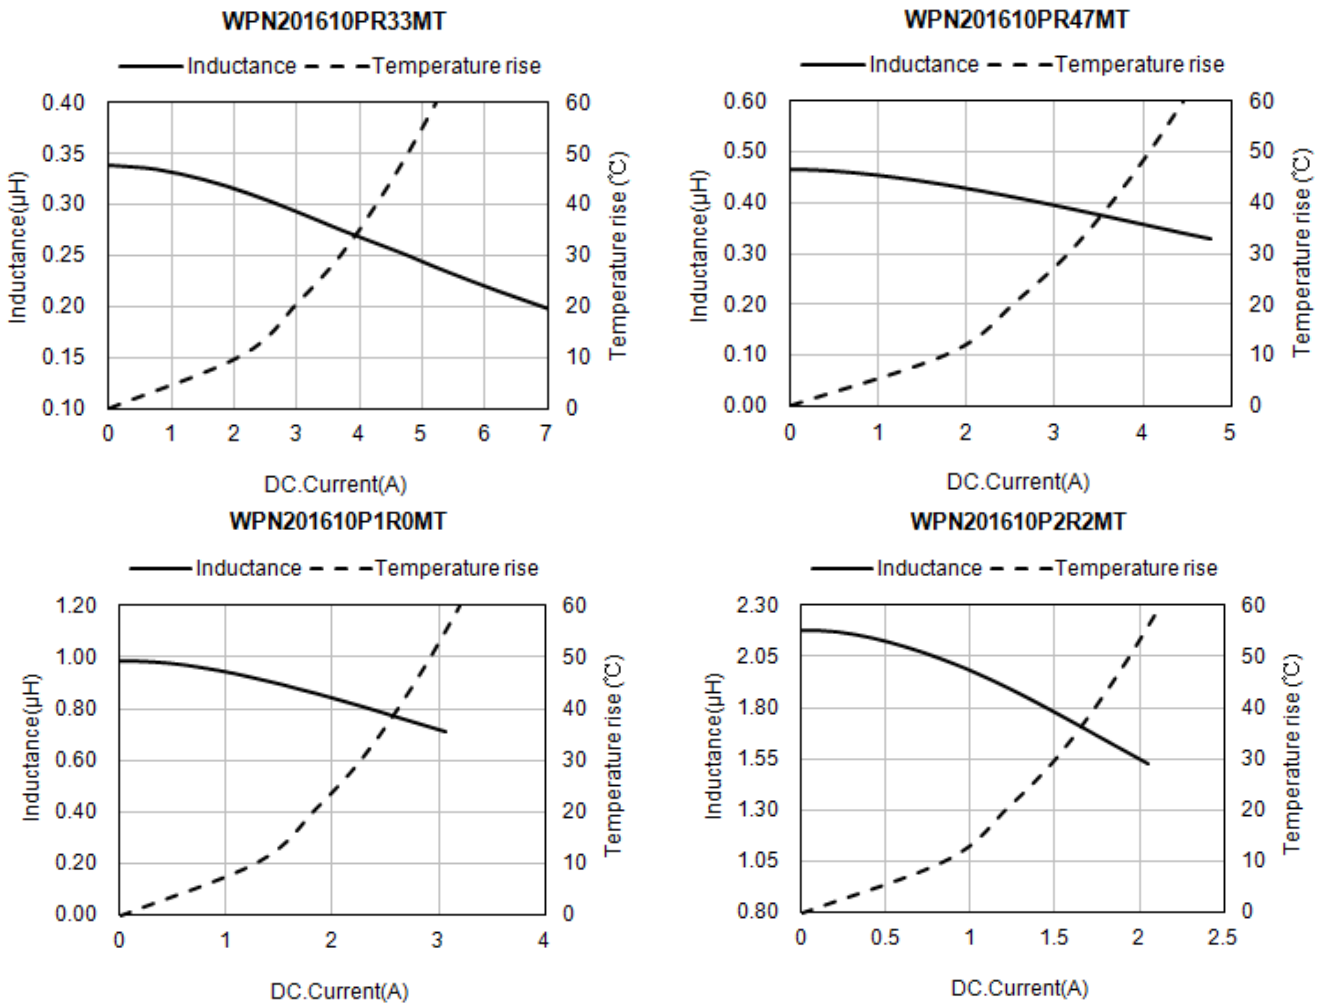 WPN201610PR33MT
Inductance Temperature rise
0.40
0.35
0.30
0.25
0.20
0.15
0.10
Inductance(μH)
60
50
40
30
20
10
0
Temperature rise (℃)
0 1 2 3 4 5 6 7
DC.Current(A)
WPN201610PR47MT
Inductance Temperature rise
0.60
0.50
0.40
0.30
0.20
0.10
0.00
Inductance(μH)
60
50
40
30
20
10
0
Temperature rise (℃)
0 1 2 3 4 5
DC.Current(A)
WPN201610P1R0MT
Inductance Temperature rise
1.20
1.00
0.80
0.60
0.40
0.20
0.00
Inductance(μH)
60
50
40
30
20
10
0
Temperature rise (℃)
0 1 2 3 4
DC.Current(A)
WPN201610P2R2MT
Inductance Temperature rise
2.30
2.05
1.80
1.55
1.30
1.05
0.80
Inductance(μH)
60
50
40
30
20
10
0
Temperature rise (℃)
0 0.5 1 1.5 2 2.5
DC.Current(A)